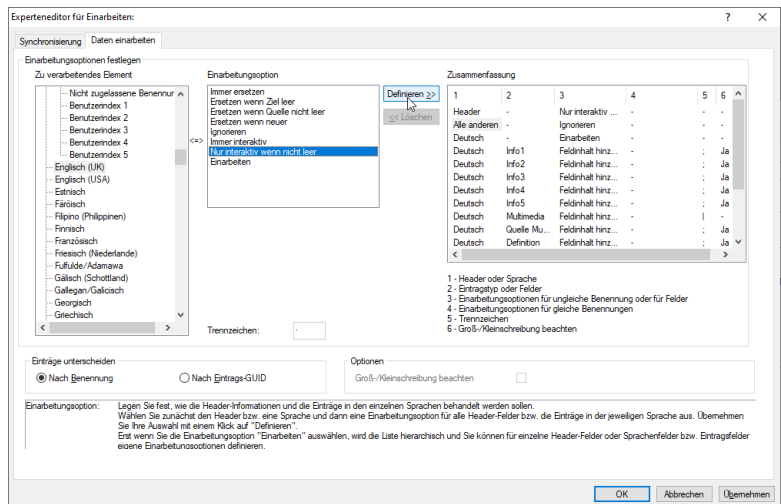 Experteneditor für Einarbeiten:
Synchronisierung
Daten einarbeiten
Einarbeitungsoptionen festlegen
Zu verarbeitendes Element
Nicht zugelassene Benennur
Benutzerindex 1
Benutzerindex 2
Benutzerindex 3
Benutzerindex 4
Benutzerindex 5
Englisch (UK)
Englisch (USA)
Estnisch
Färöisch
Filipino (Philippinen)
Finnisch
Französisch
Friesisch (Niederlande)
Fulfulde/Adamawa
Gälisch (Schottland)
Gallegan/Galicisch
Georgisch
Griechisch
<=>
Einarbeitungsoption
Immer ersetzen
Ersetzen wenn Ziel leer
Ersetzen wenn Quelle nicht leer
Ersetzen wenn neuer
Ignorieren
Immer interaktiv
Nur interaktiv wenn nicht leer
Einarbeiten
Trennzeichen: -
Definieren >>
<< Löschen
Zusammenfassung
1 2 3 4 5 6
Header - Nur interaktiv ... - - -
Alle anderen - Ignorieren - - -
Deutsch - Einarbeiten - - -
Deutsch Info1 Feldinhalt hinz... - ; Ja
Deutsch Info2 Feldinhalt hinz... - ; Ja
Deutsch Info3 Feldinhalt hinz... - ; Ja
Deutsch Info4 Feldinhalt hinz... - ; Ja
Deutsch Info5 Feldinhalt hinz... - ; Ja
Deutsch Multimedia Feldinhalt hinz... - | -
Deutsch Quelle Mu... Feldinhalt hinz... - ; Ja
Deutsch Definition Feldinhalt hinz... - ; Ja
1 - Header oder Sprache
2 - Eintragstyp oder Felder
3 - Einarbeitungsoptionen für ungleiche Benennung oder für Felder
4 - Einarbeitungsoptionen für gleiche Benennungen
5 - Trennzeichen
6 - Groß-/Kleinschreibung beachten
Einträge unterscheiden
Nach Benennung
Nach Eintrags-GUID
Optionen
Groß-/Kleinschreibung beachten
Einarbeitungsoption: Legen Sie fest, wie die Header-Informationen und die Einträge in den einzelnen Sprachen behandelt werden sollen.
Wählen Sie zunächst den Header bzw. eine Sprache und dann eine Einarbeitungsoption für alle Header-Felder bzw. die Einträge in der jeweiligen Sprache aus. Übernehmen
Sie Ihre Auswahl mit einem Klick auf "Definieren".
Erst wenn Sie die Einarbeitungsoption "Einarbeiten" auswählen, wird die Liste hierarchisch und Sie können für einzelne Header-Felder oder Sprachenfelder bzw. Eintragsfelder
eigene Einarbeitungsoptionen definieren.
OK
Abbrechen
Übernehmen